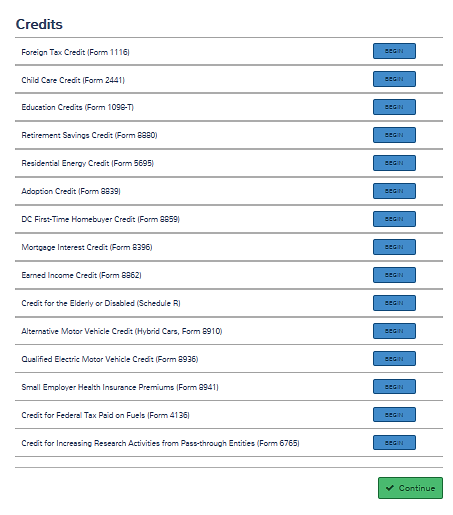 Credits
Foreign Tax Credit (Form 1116) BEGIN
Child Care Credit (Form 2441) BEGIN
Education Credits (Form 1098-T) BEGIN
Retirement Savings Credit (Form 8880) BEGIN
Residential Energy Credit (Form 5695) BEGIN
Adoption Credit (Form 8839) BEGIN
DC First-Time Homebuyer Credit (Form 8859) BEGIN
Mortgage Interest Credit (Form 8396) BEGIN
Earned Income Credit (Form 8862) BEGIN
Credit for the Elderly or Disabled (Schedule R) BEGIN
Alternative Motor Vehicle Credit (Hybrid Cars, Form 8910) BEGIN
Qualified Electric Motor Vehicle Credit (Form 8936) BEGIN
Small Employer Health Insurance Premiums (Form 8941) BEGIN
Credit for Federal Tax Paid on Fuels (Form 4136) BEGIN
Credit for Increasing Research Activities from Pass-through Entities (Form 6765) BEGIN
Continue